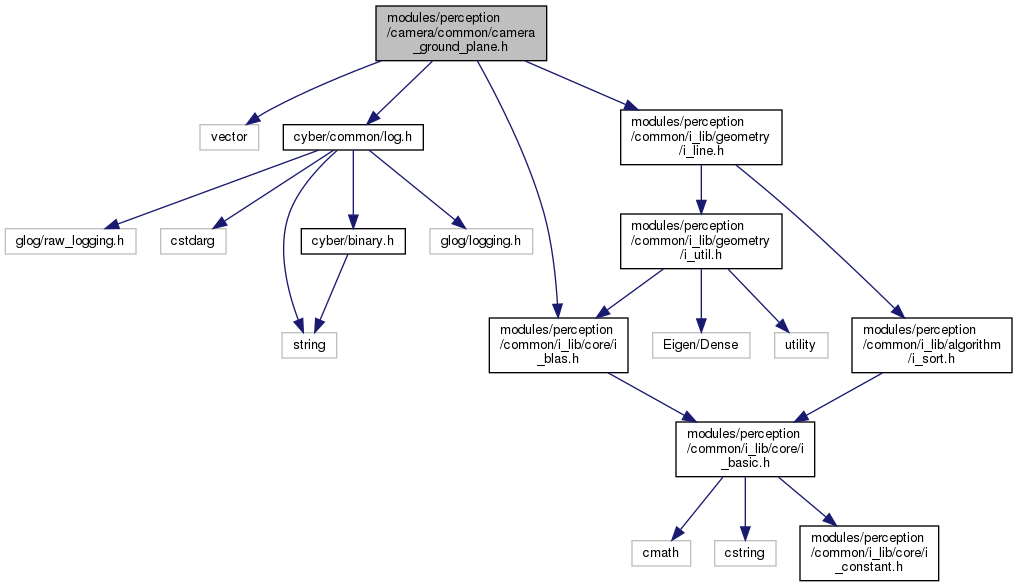 modules/perception
/camera/common/camera
_ground_plane.h
vector
cyber/common/log.h
modules/perception
/common/i_lib/geometry
/i_line.h
glog/raw_logging.h
cstdarg
cyber/binary.h
glog/logging.h
modules/perception
/common/i_lib/geometry
/i_util.h
string
modules/perception
/common/i_lib/core/i
_blas.h
Eigen/Dense
utility
modules/perception
/common/i_lib/algorithm
/i_sort.h
modules/perception
/common/i_lib/core/i
_basic.h
cmath
cstring
modules/perception
/common/i_lib/core/i
_constant.h